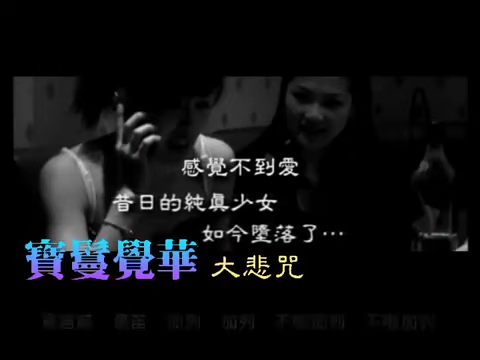 感覺不到愛
昔日的純真少女
如今墮落了…
寶鬘覺華 大悲咒